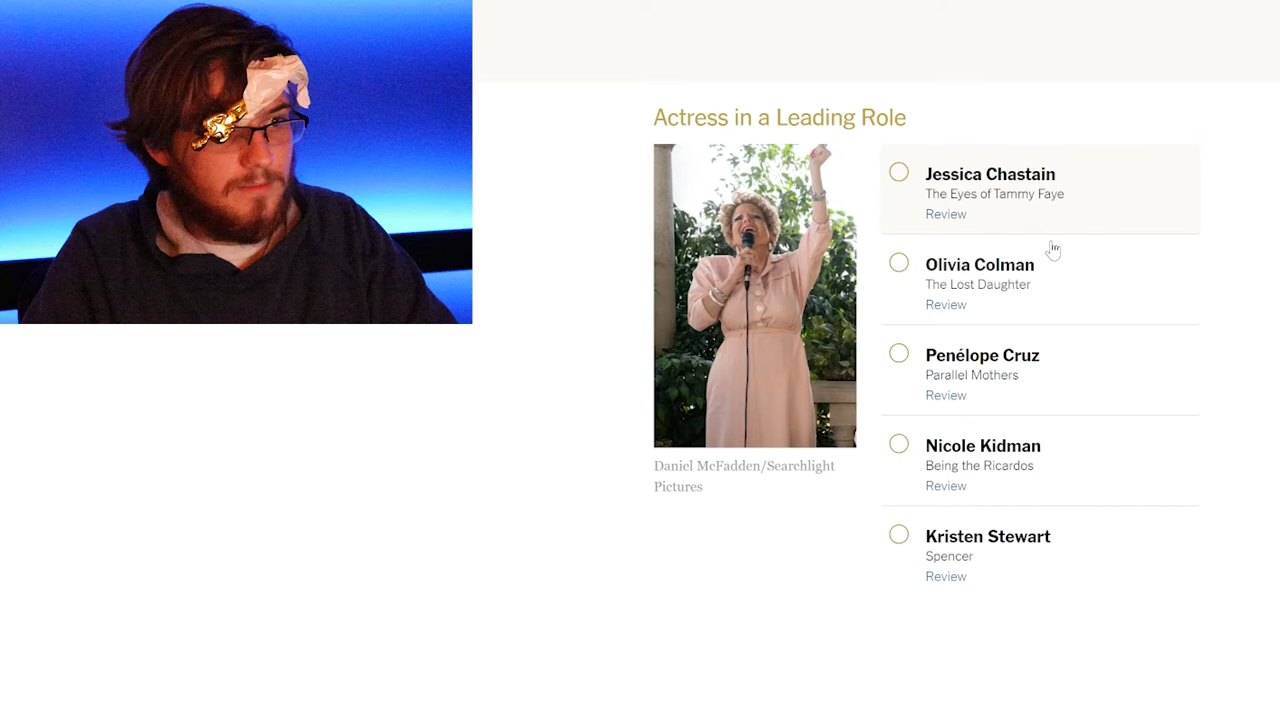 Actress in a Leading Role
Jessica Chastain
The Eyes of Tammy Faye
Review
Olivia Colman
The Lost Daughter
Review
Penélope Cruz
Parallel Mothers
Review
Nicole Kidman
Being the Ricardos
Review
Kristen Stewart
Spencer
Review
Daniel McFadden/Searchlight
Pictures